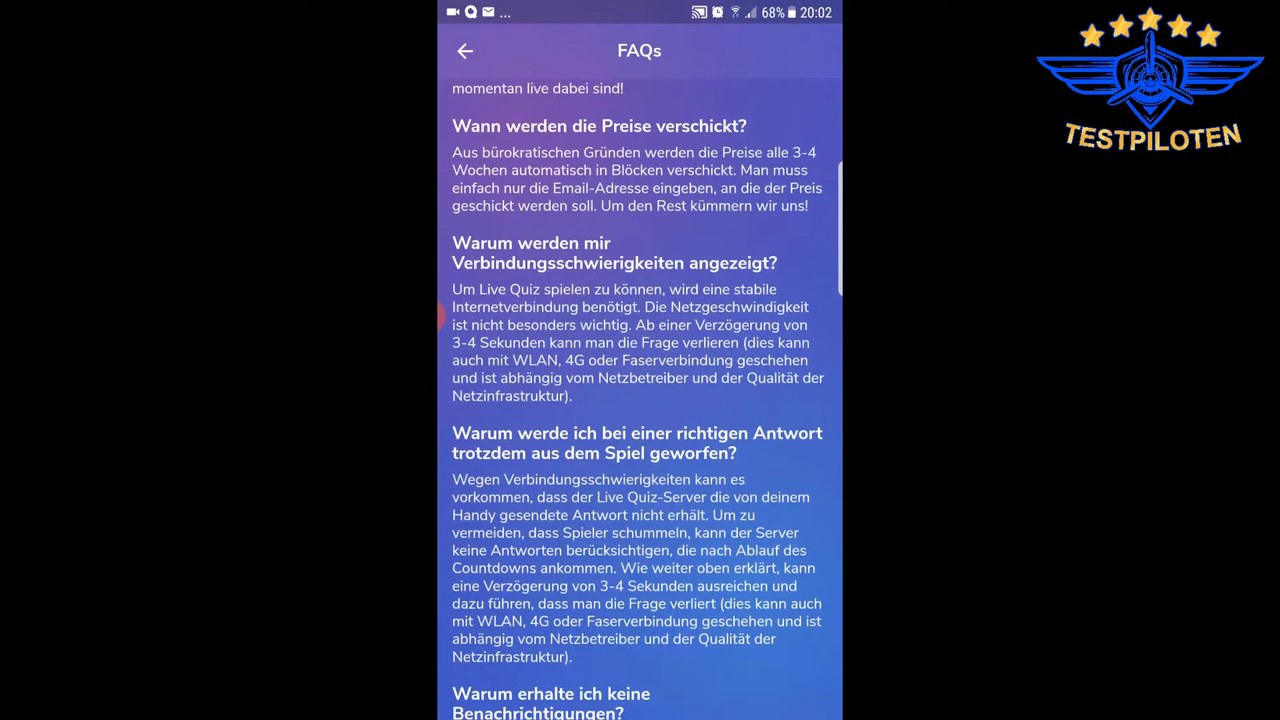 ...
68% 20:02
FAQs
momentan live dabei sind!
Wann werden die Preise verschickt?
Aus bürokratischen Gründen werden die Preise alle 3-4
Wochen automatisch in Blöcken verschickt. Man muss
einfach nur die Email-Adresse eingeben, an die der Preis
geschickt werden soll. Um den Rest kümmern wir uns!
Warum werden mir
Verbindungsschwierigkeiten angezeigt?
Um Live Quiz spielen zu können, wird eine stabile
Internetverbindung benötigt. Die Netzgeschwindigkeit
ist nicht besonders wichtig. Ab einer Verzögerung von
3-4 Sekunden kann man die Frage verlieren (dies kann
auch mit WLAN, 4G oder Faserverbindung geschehen
und ist abhängig vom Netzbetreiber und der Qualität der
Netzinfrastruktur).
Warum werde ich bei einer richtigen Antwort
trotzdem aus dem Spiel geworfen?
Wegen Verbindungsschwierigkeiten kann es
vorkommen, dass der Live Quiz-Server die von deinem
Handy gesendete Antwort nicht erhält. Um zu
vermeiden, dass Spieler schummeln, kann der Server
keine Antworten berücksichtigen, die nach Ablauf des
Countdowns ankommen. Wie weiter oben erklärt, kann
eine Verzögerung von 3-4 Sekunden ausreichen und
dazu führen, dass man die Frage verliert (dies kann auch
mit WLAN, 4G oder Faserverbindung geschehen und ist
abhängig vom Netzbetreiber und der Qualität der
Netzinfrastruktur).
Warum erhalte ich keine
Benachrichtigungen?
TESTPILOTEN